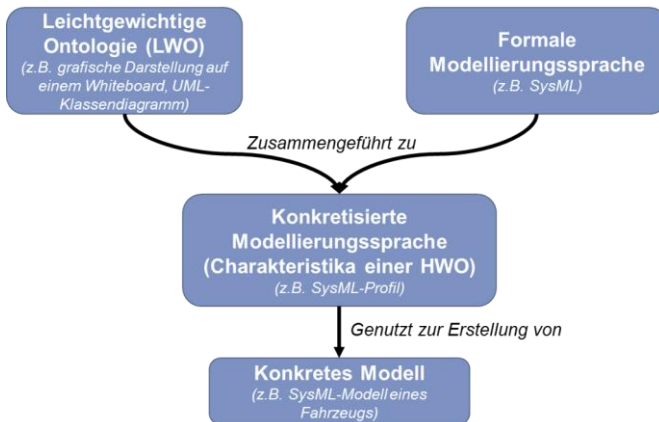 Leichtgewichtige
Ontologie (LWO)
(z.B. grafische Darstellung auf
einem Whiteboard, UML-
Klassendiagramm)
Formale
Modellierungssprache
(z.B. SysML)
Zusammengeführt zu
Konkretisierte
Modellierungssprache
(Charakteristika einer HWO)
(z.B. SysML-Profil)
Genutzt zur Erstellung von
Konkretes Modell
(z.B. SysML-Modell eines
Fahrzeugs)